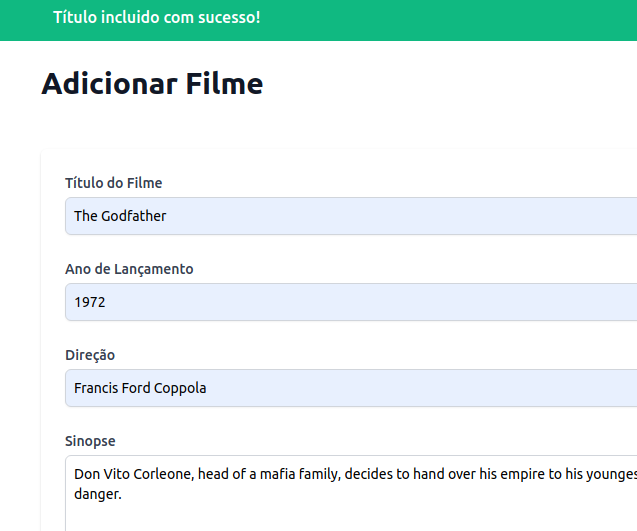 Título incluido com sucesso!
Adicionar Filme
Título do Filme
The Godfather
Ano de Lançamento
1972
Direção
Francis Ford Coppola
Sinopse
Don Vito Corleone, head of a mafia family, decides to hand over his empire to his younges
danger.